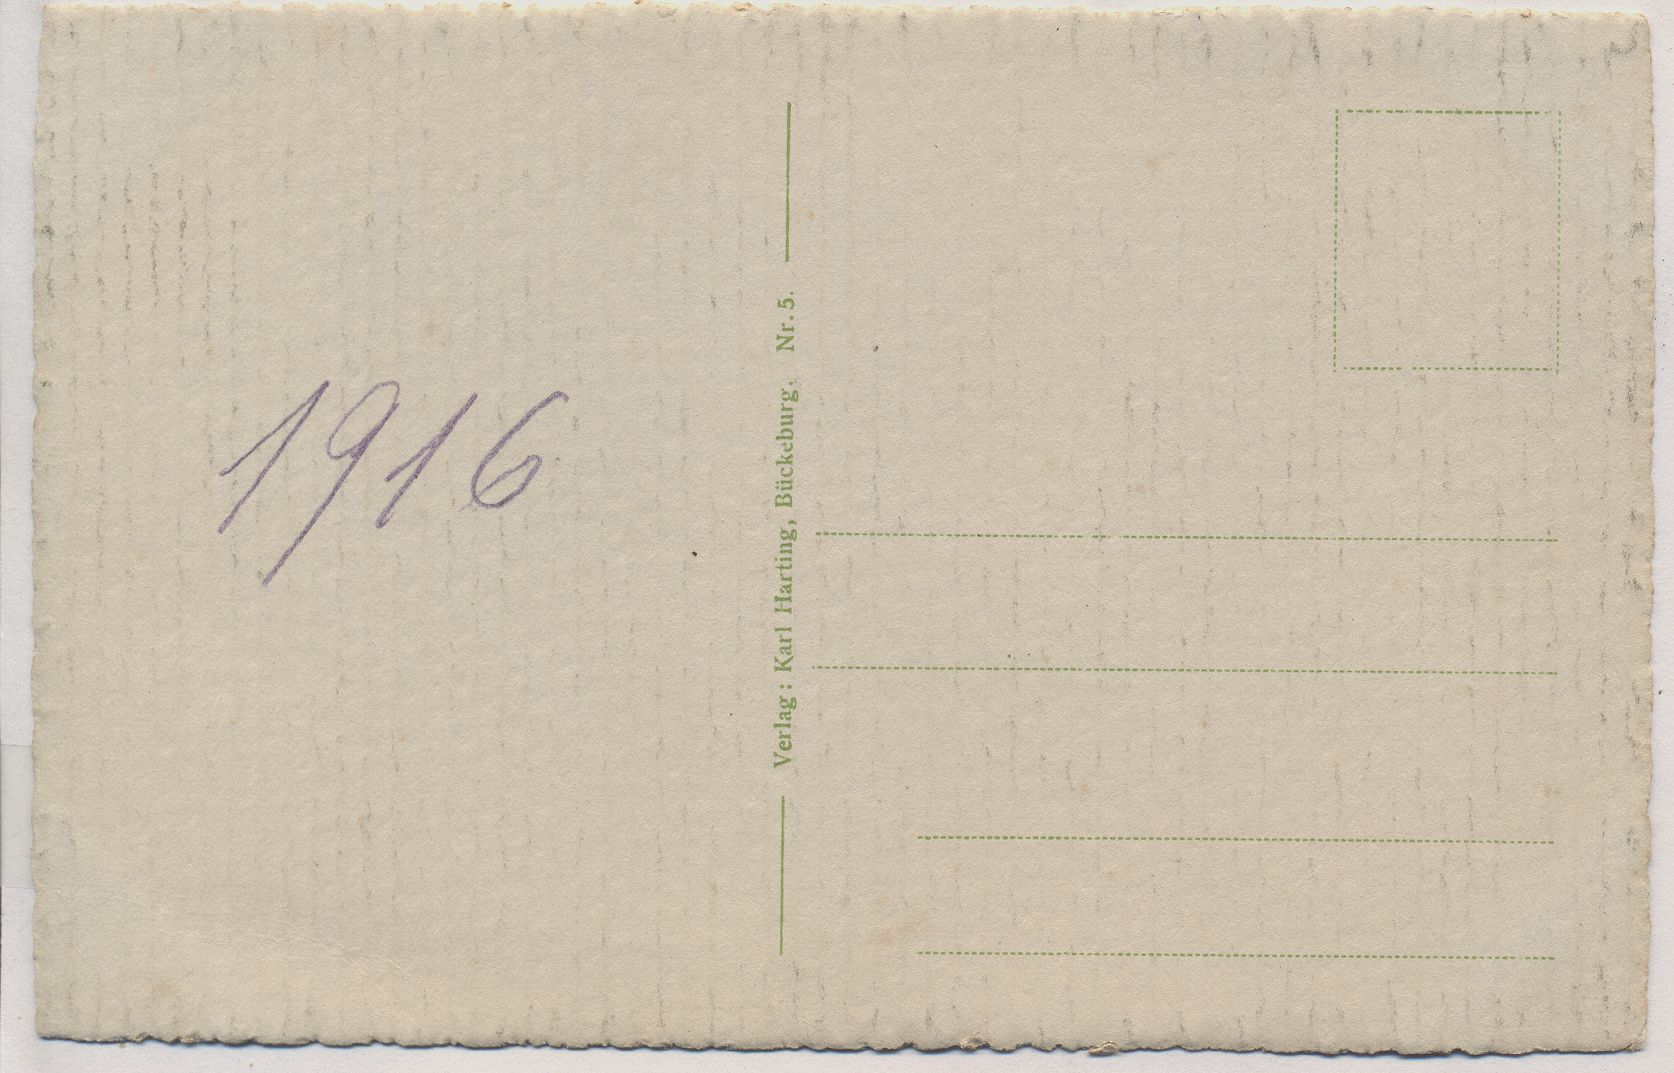 1916
Verlag: Karl Harting, Bückeburg. Nr. 5.